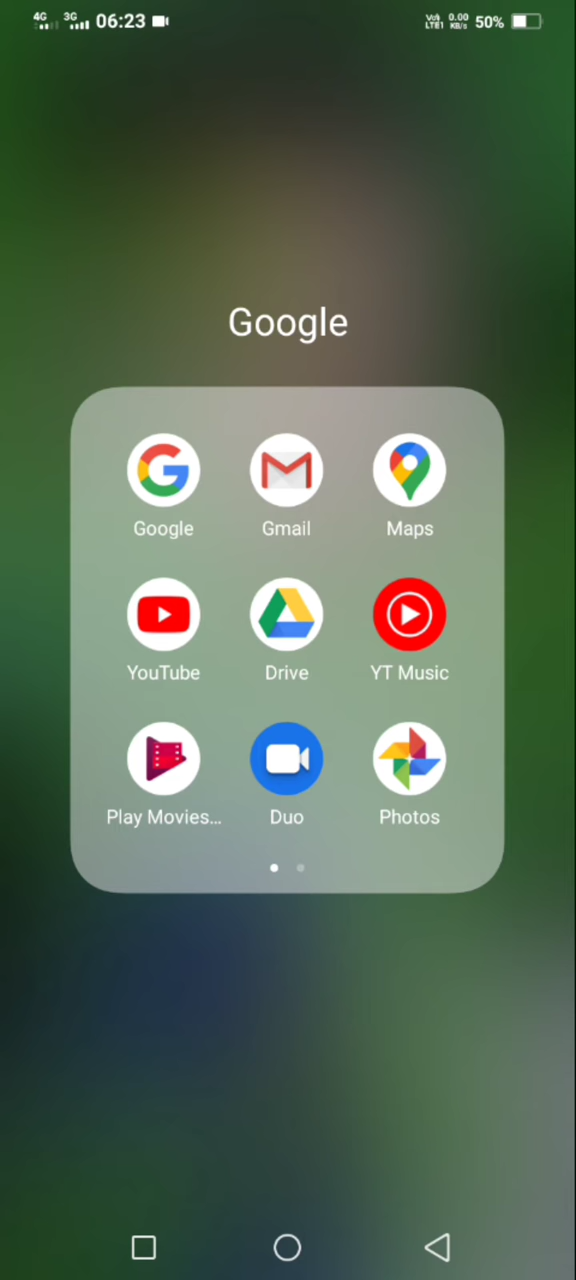 4G 3G 06:23 VoLTE1 0.00 KB/s 50%
Google
Google Gmail Maps
YouTube Drive YT Music
Play Movies... Duo Photos